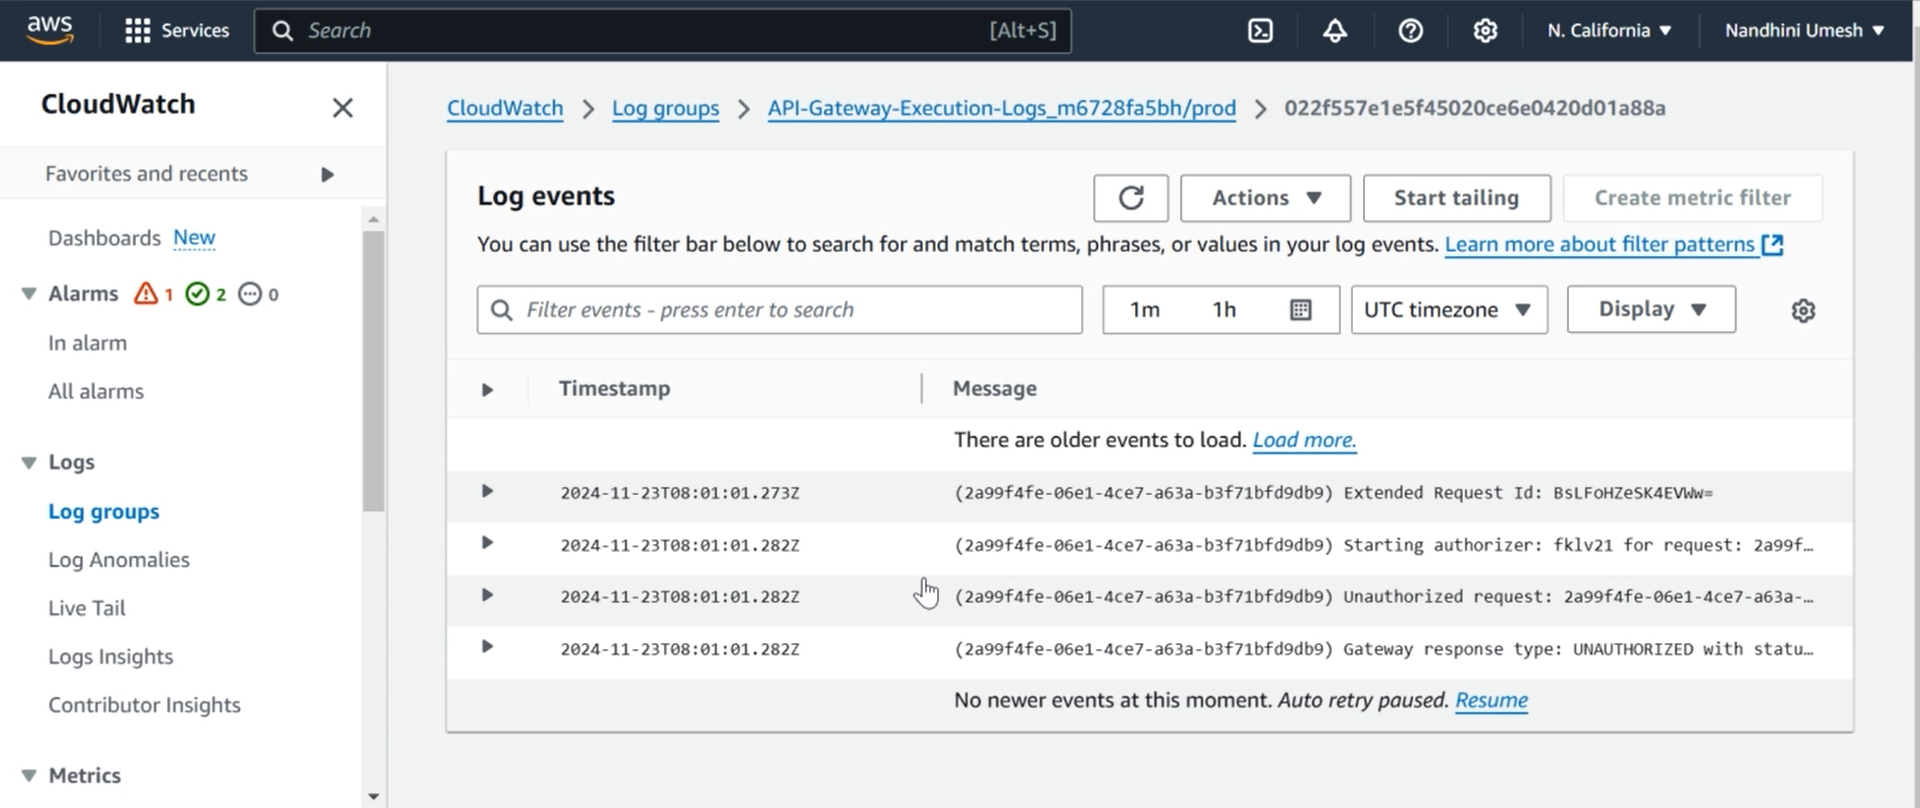 aws Services Search [Alt+S] N. California Nandhini Umesh
CloudWatch
Favorites and recents
Dashboards New
Alarms 1 2 0
In alarm
All alarms
Logs
Log groups
Log Anomalies
Live Tail
Logs Insights
Contributor Insights
Metrics
CloudWatch Log groups API-Gateway-Execution-Logs_m6728fa5bh/prod 022f557e1e5f45020ce6e0420d01a88a
Log events
Actions Start tailing Create metric filter
You can use the filter bar below to search for and match terms, phrases, or values in your log events. Learn more about filter patterns
Filter events - press enter to search 1m 1h UTC timezone Display
Timestamp Message
There are older events to load. Load more.
2024-11-23T08:01:01.273Z (2a99f4fe-06e1-4ce7-a63a-b3f71bfd9db9) Extended Request Id: BsLFoHZeSK4EVWw=
2024-11-23T08:01:01.282Z (2a99f4fe-06e1-4ce7-a63a-b3f71bfd9db9) Starting authorizer: fklv21 for request: 2a99f…
2024-11-23T08:01:01.282Z (2a99f4fe-06e1-4ce7-a63a-b3f71bfd9db9) Unauthorized request: 2a99f4fe-06e1-4ce7-a63a-…
2024-11-23T08:01:01.282Z (2a99f4fe-06e1-4ce7-a63a-b3f71bfd9db9) Gateway response type: UNAUTHORIZED with statu…
No newer events at this moment. Auto retry paused. Resume